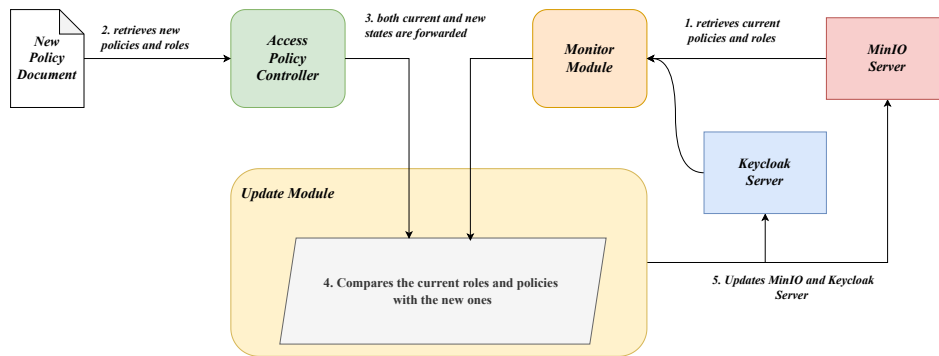 New
Policy
Document
2. retrieves new
policies and roles
Access
Policy
Controller
3. both current and new
states are forwarded
Monitor
Module
1. retrieves current
policies and roles
MinIO
Server
Keycloak
Server
Update Module
4. Compares the current roles and policies
with the new ones
5. Updates MinIO and Keycloak
Server